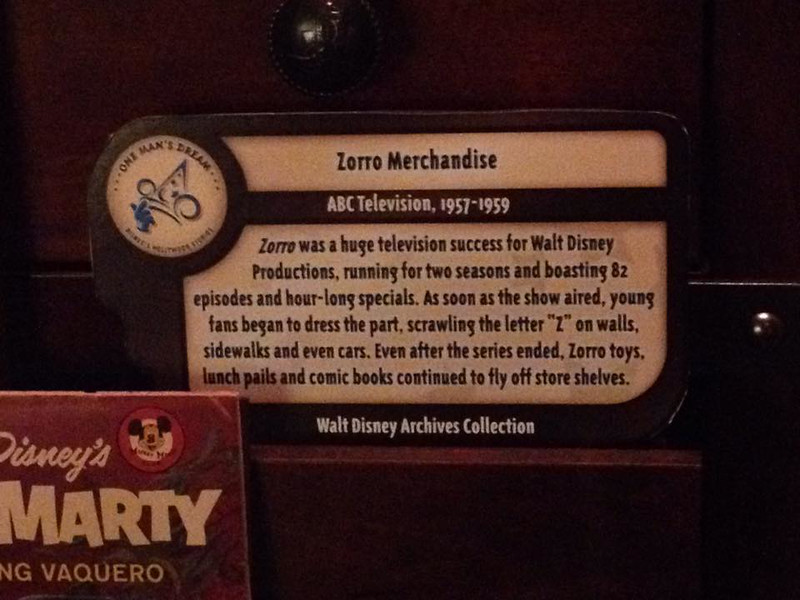 ONE MAN'S DREAM
Zorro Merchandise
ABC Television, 1957-1959
Zorro was a huge television success for Walt Disney
Productions, running for two seasons and boasting 82
episodes and hour-long specials. As soon as the show aired, young
fans began to dress the part, scrawling the letter "Z" on walls,
sidewalks and even cars. Even after the series ended, Zorro toys,
lunch pails and comic books continued to fly off store shelves.
Walt Disney Archives Collection
Disney's
MARTY
NG VAQUERO